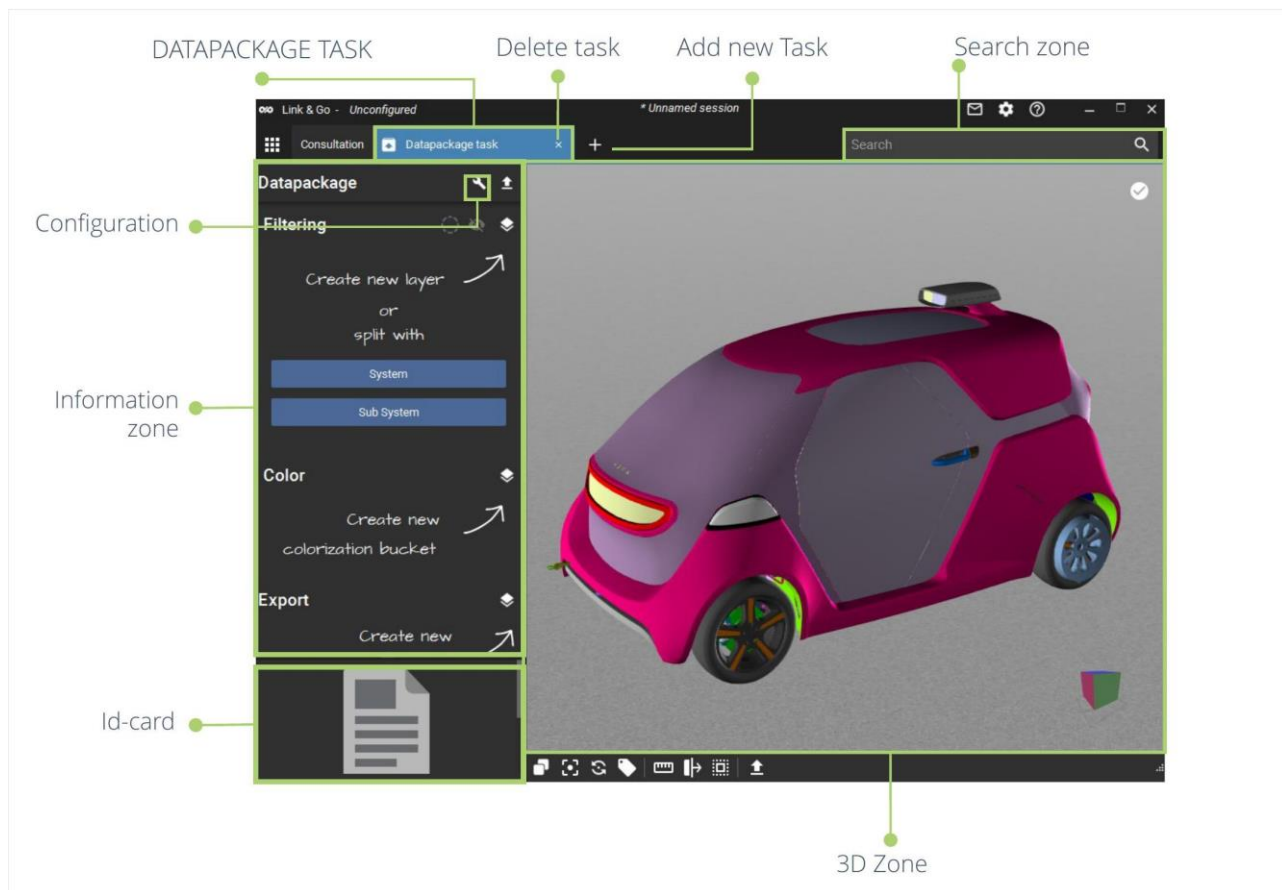 DATAPACKAGE TASK
Delete task
Add new Task
Search zone
Link & Go - Unconfigured
* Unnamed session
Consultation
Datapackage task
Search
Datapackage
Configuration
Filtering
Create new layer
or
split with
System
Sub System
Information
zone
Color
Create new
colorization bucket
Export
Create new
Id-card
3D Zone